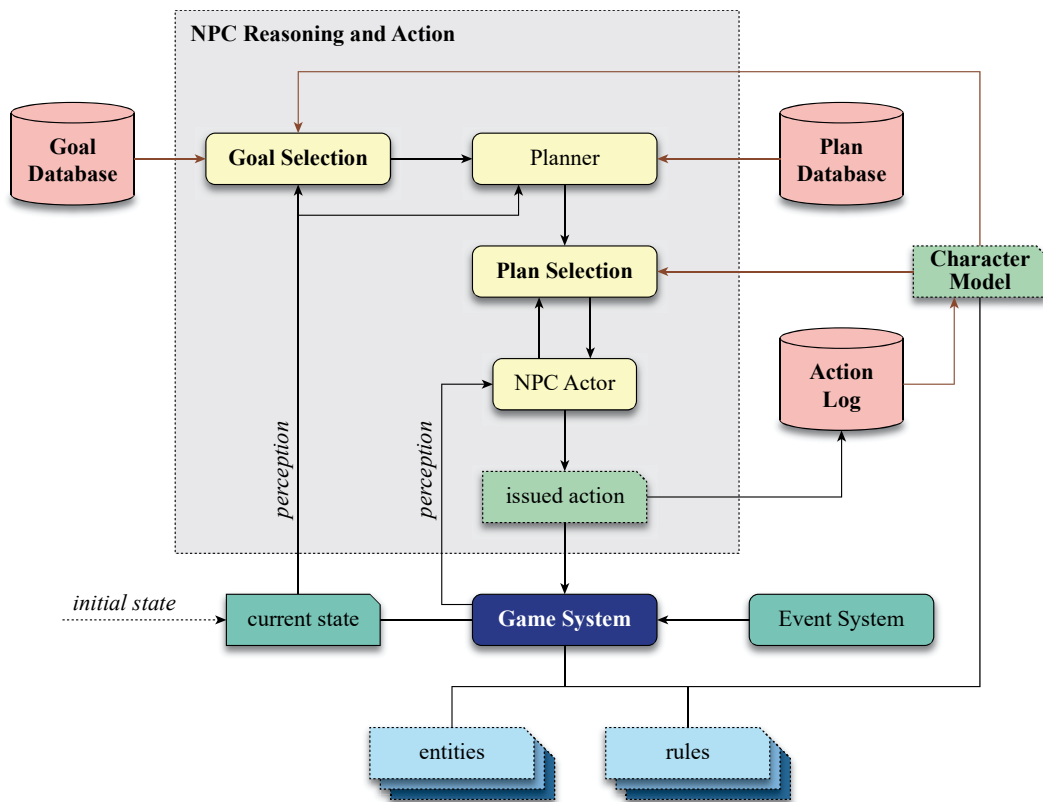 NPC Reasoning and Action
Goal
Database
Goal Selection
Planner
Plan
Database
Plan Selection
Character
Model
NPC Actor
Action
Log
perception
perception
issued action
initial state
current state
Game System
Event System
entities
rules